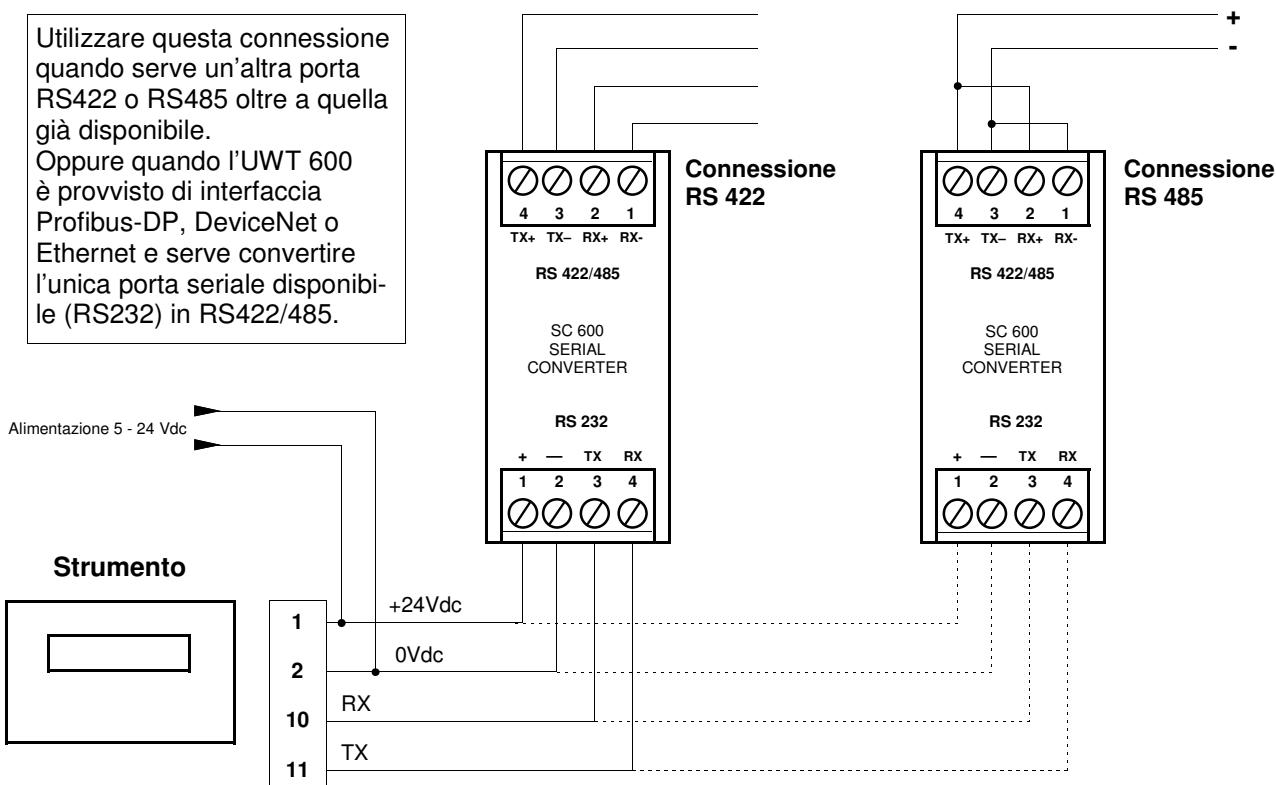 Utilizzare questa connessione
quando serve un'altra porta
RS422 o RS485 oltre a quella
già disponibile.
Oppure quando l'UWT 600
è provvisto di interfaccia
Profibus-DP, DeviceNet o
Ethernet e serve convertire
l'unica porta seriale disponibi-
le (RS232) in RS422/485.
4 3 2 1
TX+ TX– RX+ RX-
RS 422/485
SC 600
SERIAL
CONVERTER
RS 232
+ — TX RX
1 2 3 4
Connessione
RS 422
+
-
4 3 2 1
TX+ TX– RX+ RX-
RS 422/485
SC 600
SERIAL
CONVERTER
RS 232
+ — TX RX
1 2 3 4
Connessione
RS 485
Alimentazione 5 - 24 Vdc
Strumento
1 +24Vdc
2 0Vdc
10 RX
11 TX